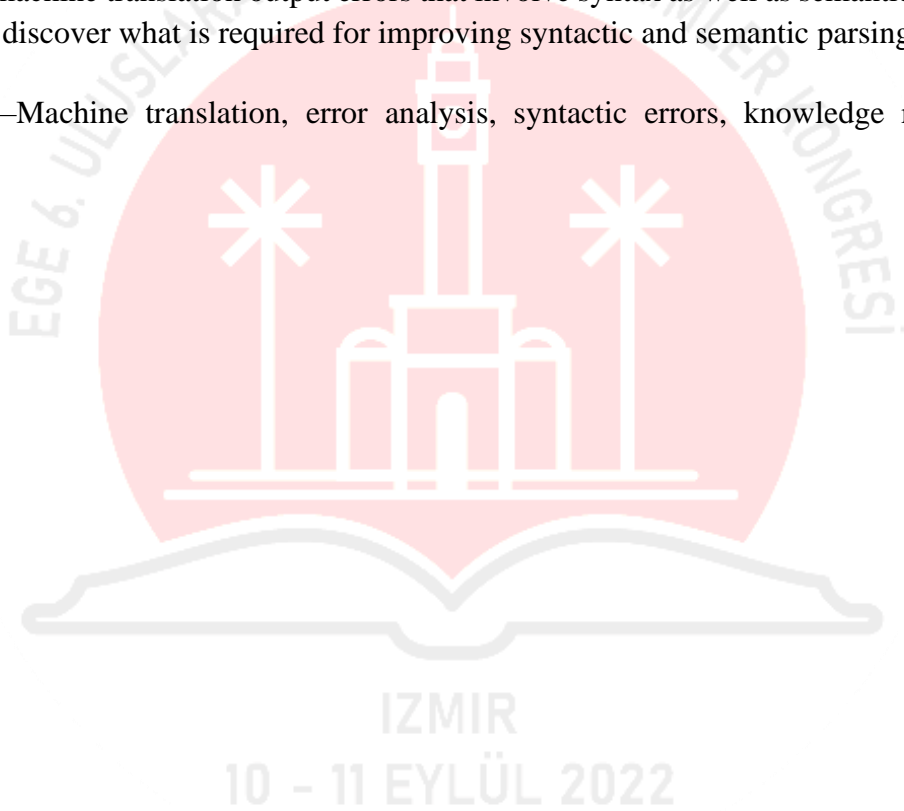 machine translation output errors that involve syntax as well as semantic
discover what is required for improving syntactic and semantic parsing
—Machine translation, error analysis, syntactic errors, knowledge
EGE 6. ULUSLARA
KONGRESİ
IZMIR
10 - 11 EYLÜL 2022